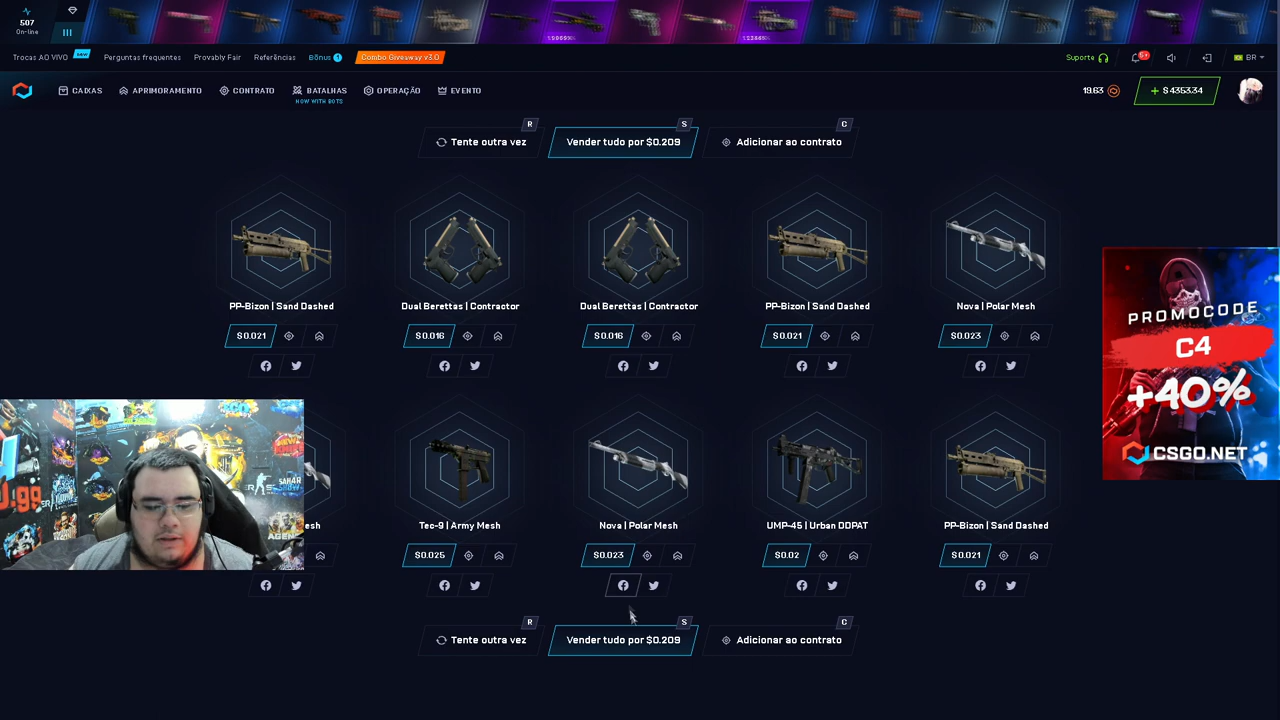 507
On-line
Trocas AO VIVO NEW
Perguntas frequentes
Provably Fair
Referências
Bônus 1
Combo Giveaway v3.0
Suporte
5+
BR
CAIXAS
APRIMORAMENTO
CONTRATO
BATALHAS
NOW WITH BOTS
OPERAÇÃO
EVENTO
19.63
+ $ 4353.34
R
Tente outra vez
S
Vender tudo por $0.209
C
Adicionar ao contrato
PP-Bizon | Sand Dashed
Dual Berettas | Contractor
Dual Berettas | Contractor
PP-Bizon | Sand Dashed
Nova | Polar Mesh
$0.021
$0.016
$0.016
$0.021
$0.023
PROMOCODE
C4
+40%
CSGO.NET
esh
Tec-9 | Army Mesh
Nova | Polar Mesh
UMP-45 | Urban DDPAT
PP-Bizon | Sand Dashed
$0.025
$0.023
$0.02
$0.021
R
Tente outra vez
S
Vender tudo por $0.209
C
Adicionar ao contrato